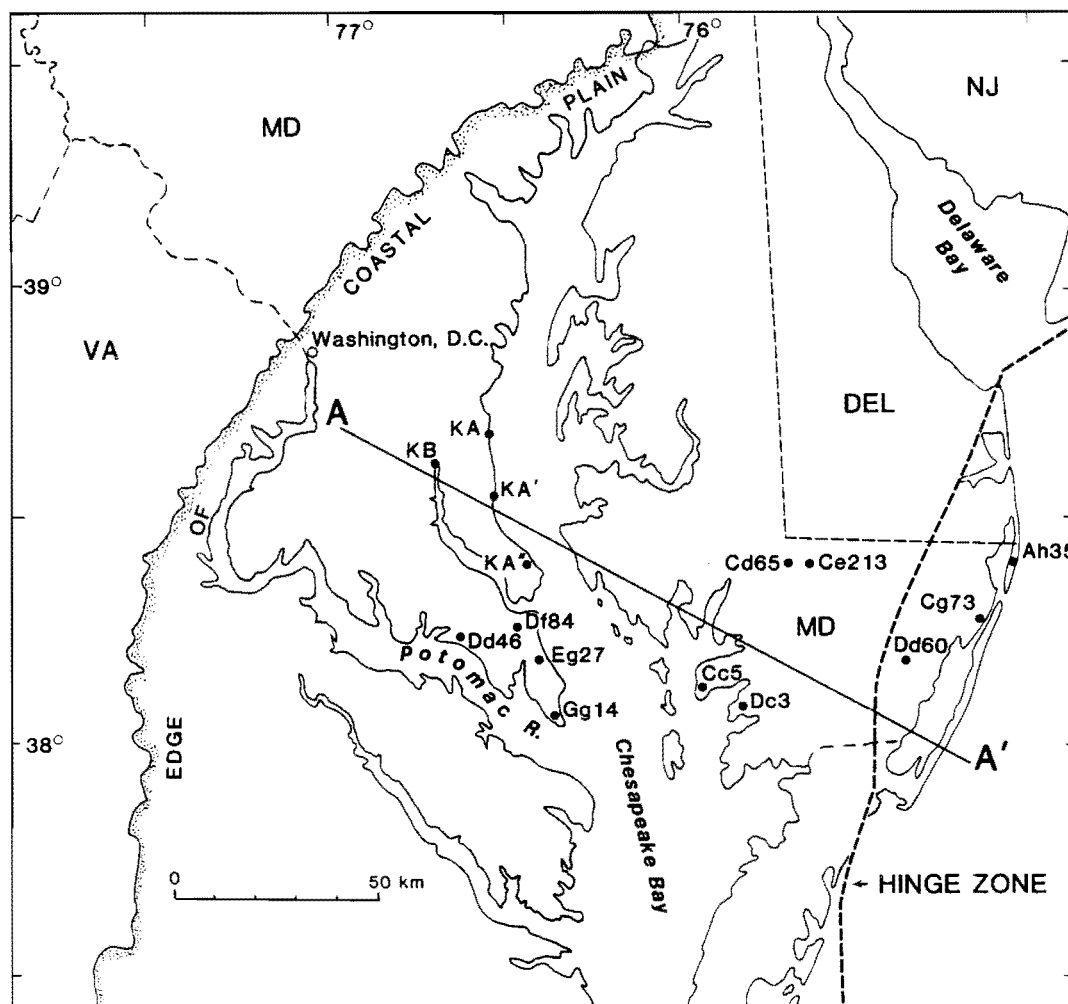 77°
76°
PLAIN
NJ
MD
COASTAL
Delaware
Bay
39°
VA
Washington, D.C.
DEL
A
KA
KB
KA'
KA"
Cd65
Ce213
Ah35
Cg73
MD
Df84
Dd46
Potomac R.
Eg27
Dd60
Cc5
Dc3
Gg14
OF
38°
EDGE
A'
Chesapeake Bay
0 50 km
← HINGE ZONE